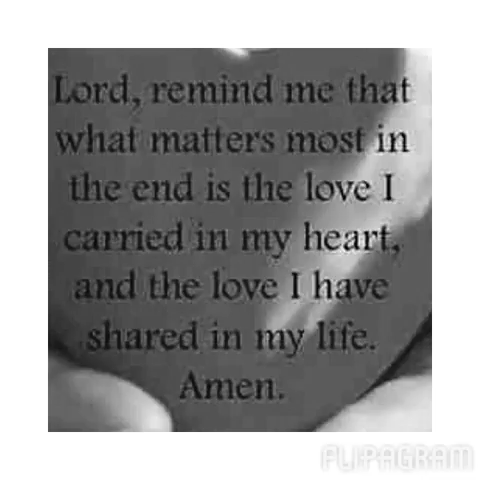 Lord, remind me that
what matters most in
the end is the love I
carried in my heart,
and the love I have
shared in my life.
Amen.
FLIPAGRAM